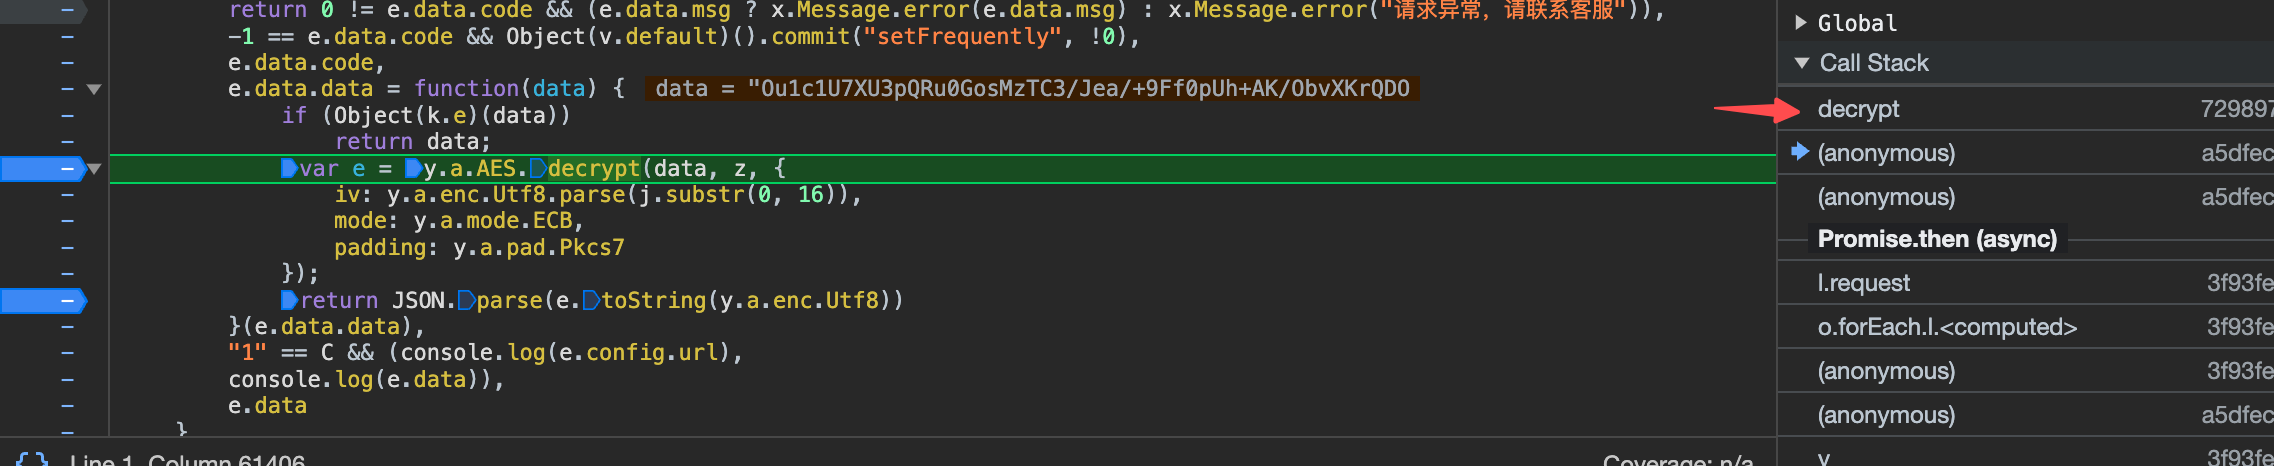 return 0 != e.data.code && (e.data.msg ? x.Message.error(e.data.msg) : x.Message.error("请求异常，请联系客服")),
-1 == e.data.code && Object(v.default)().commit("setFrequently", !0),
e.data.code,
e.data.data = function(data) { data = "Ou1c1U7XU3pQRu0GosMzTC3/Jea/+9Ff0pUh+AK/ObvXKrQDO
if (Object(k.e)(data))
return data;
var e = y.a.AES.decrypt(data, z, {
iv: y.a.enc.Utf8.parse(j.substr(0, 16)),
mode: y.a.mode.ECB,
padding: y.a.pad.Pkcs7
});
return JSON.parse(e.toString(y.a.enc.Utf8))
}(e.data.data),
"1" == C && (console.log(e.config.url),
console.log(e.data)),
e.data
}
{ } Line 1, Column 61406
Coverage: n/a
Global
Call Stack
decrypt 729897
(anonymous) a5dfec
(anonymous) a5dfec
Promise.then (async)
l.request 3f93fe
o.forEach.l.<computed> 3f93fe
(anonymous) 3f93fe
(anonymous) a5dfec
y 3f93fe